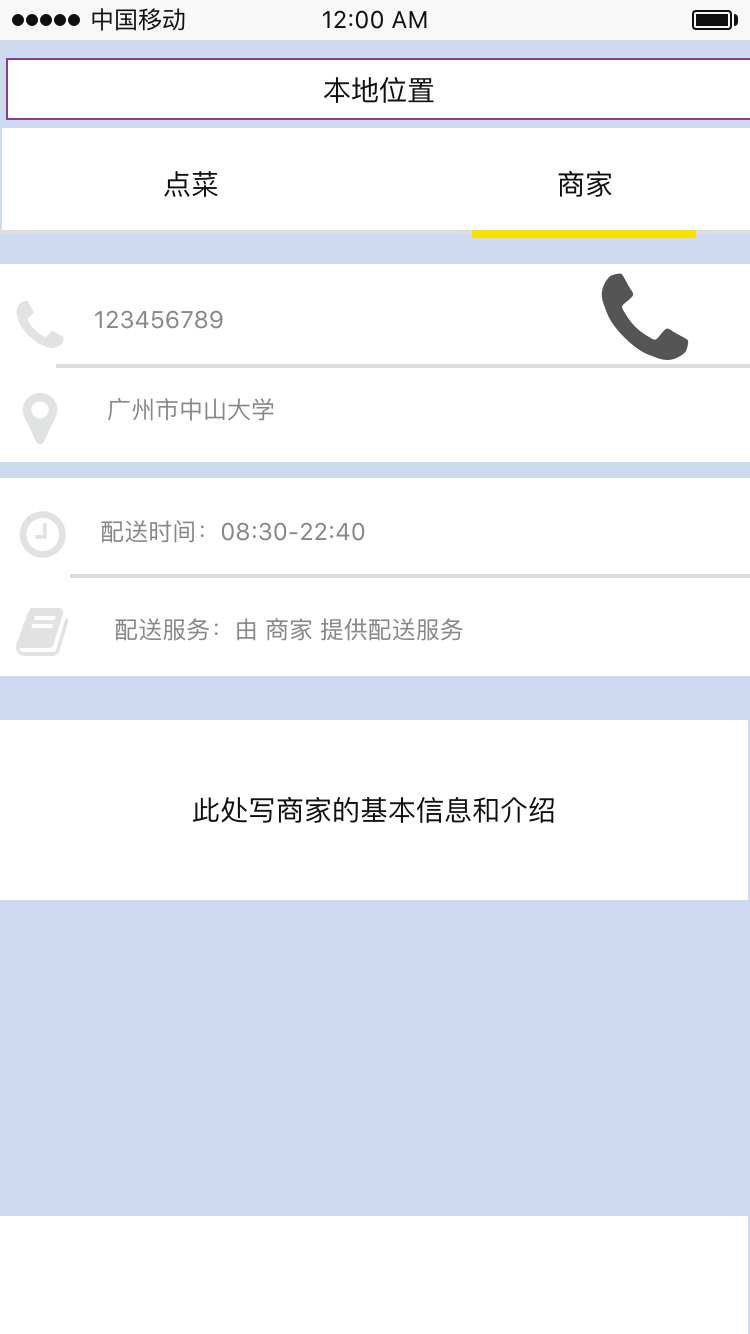 中国移动 12:00 AM
本地位置
点菜 商家
123456789
广州市中山大学
配送时间：08:30-22:40
配送服务：由 商家 提供配送服务
此处写商家的基本信息和介绍